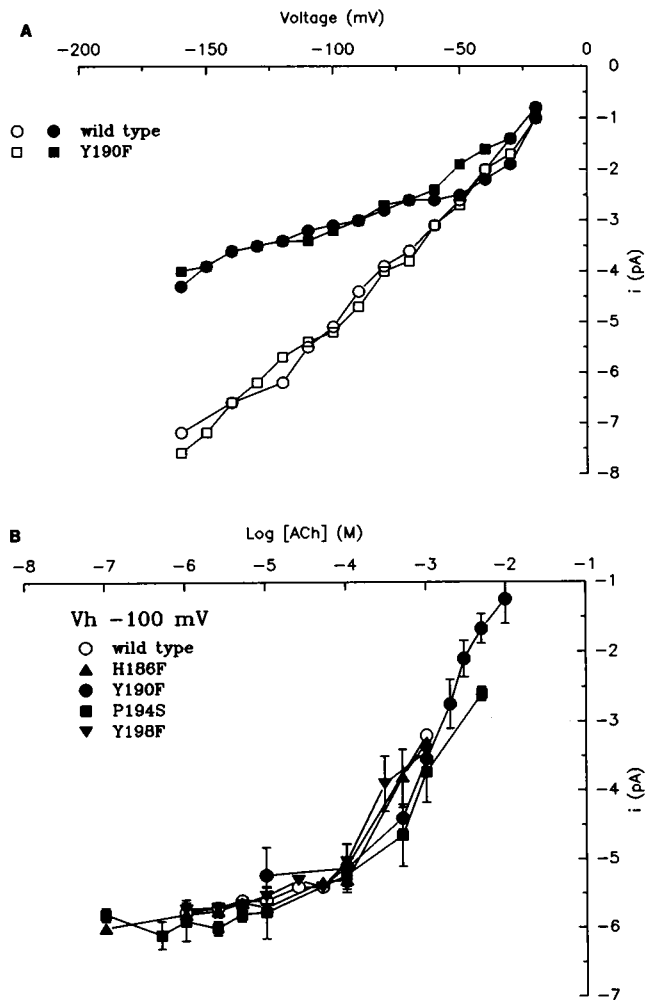 A
Voltage (mV)
−200 −150 −100 −50 0
0
−1
−2
−3
−4
−5
−6
−7
−8
i (pA)
wild type
Y190F
B
Log [ACh] (M)
−8 −7 −6 −5 −4 −3 −2 −1
−1
−2
−3
−4
−5
−6
−7
i (pA)
Vh −100 mV
wild type
H186F
Y190F
P194S
Y198F